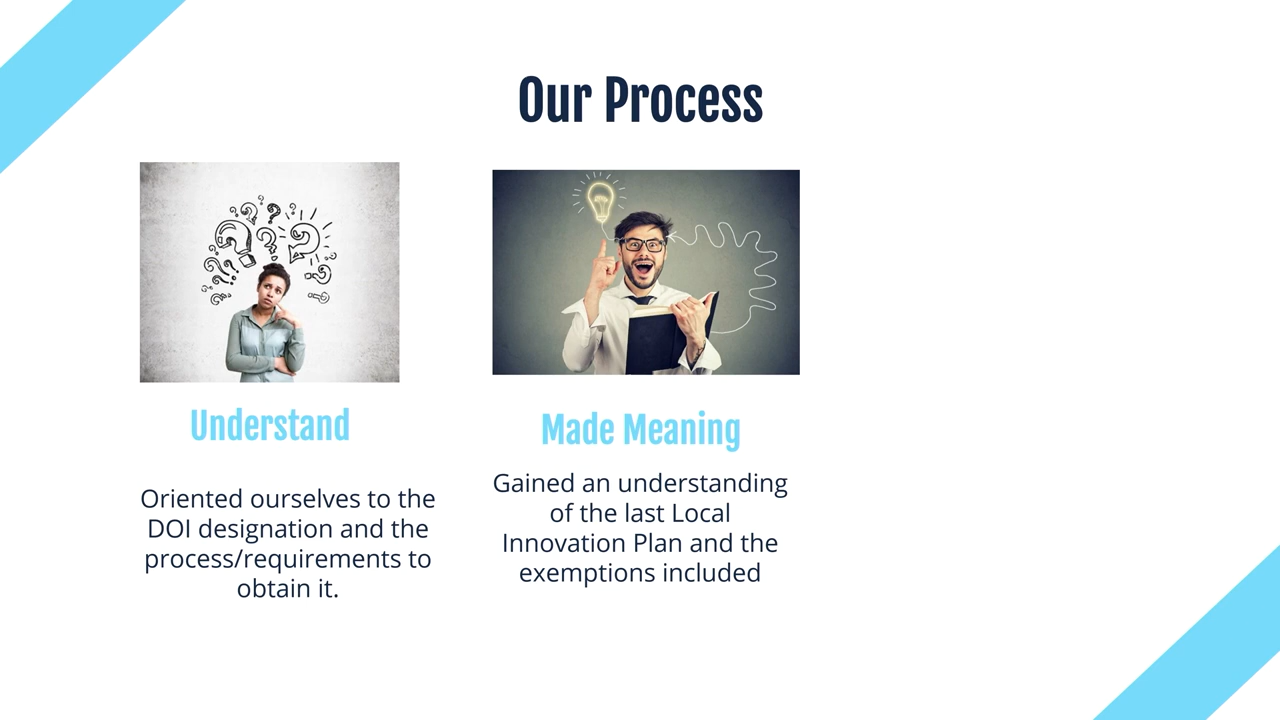 Our Process
Understand
Oriented ourselves to the
DOI designation and the
process/requirements to
obtain it.
Made Meaning
Gained an understanding
of the last Local
Innovation Plan and the
exemptions included